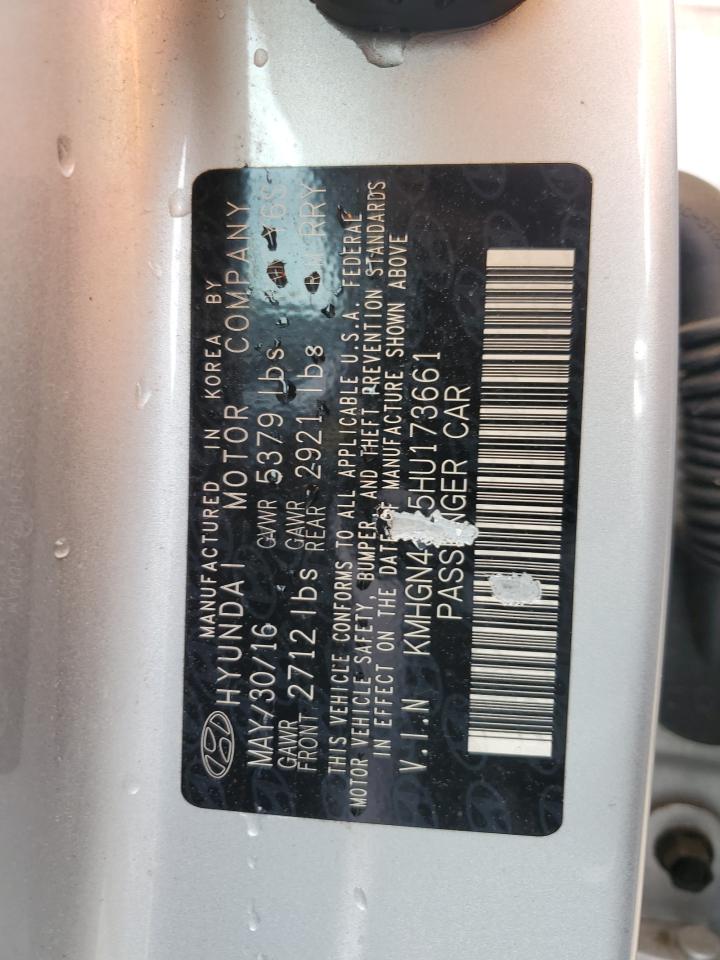 MANUFACTURED IN KOREA BY
HYUNDAI MOTOR COMPANY
MAY/30/16 GVWR 5379 lbs
GAWR FRONT 2712 lbs GAWR REAR 2921 lbs
THIS VEHICLE CONFORMS TO ALL APPLICABLE U.S.A. FEDERAL
MOTOR VEHICLE SAFETY, BUMPER, AND THEFT PREVENTION STANDARDS
IN EFFECT ON THE DATE OF MANUFACTURE SHOWN ABOVE
V.I.N KMHGN4 5HU173661
PASSENGER CAR